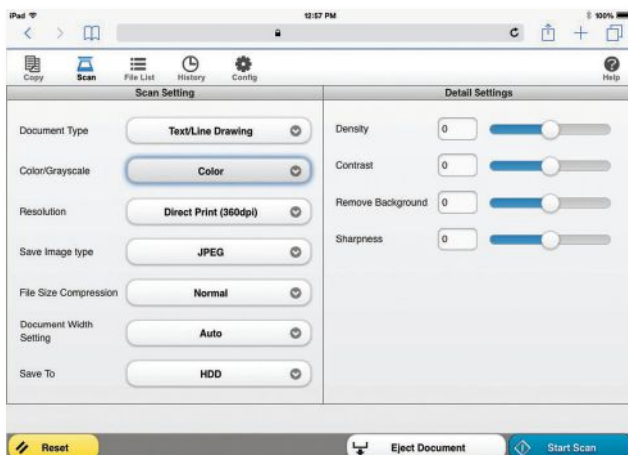 iPad
12:57 PM
100%
Copy
Scan
File List
History
Config
Help
Scan Setting
Detail Settings
Document Type
Text/Line Drawing
Density
0
Color/Grayscale
Color
Contrast
0
Resolution
Direct Print (360dpi)
Remove Background
0
Save Image type
JPEG
Sharpness
0
File Size Compression
Normal
Document Width
Setting
Auto
Save To
HDD
Reset
Eject Document
Start Scan